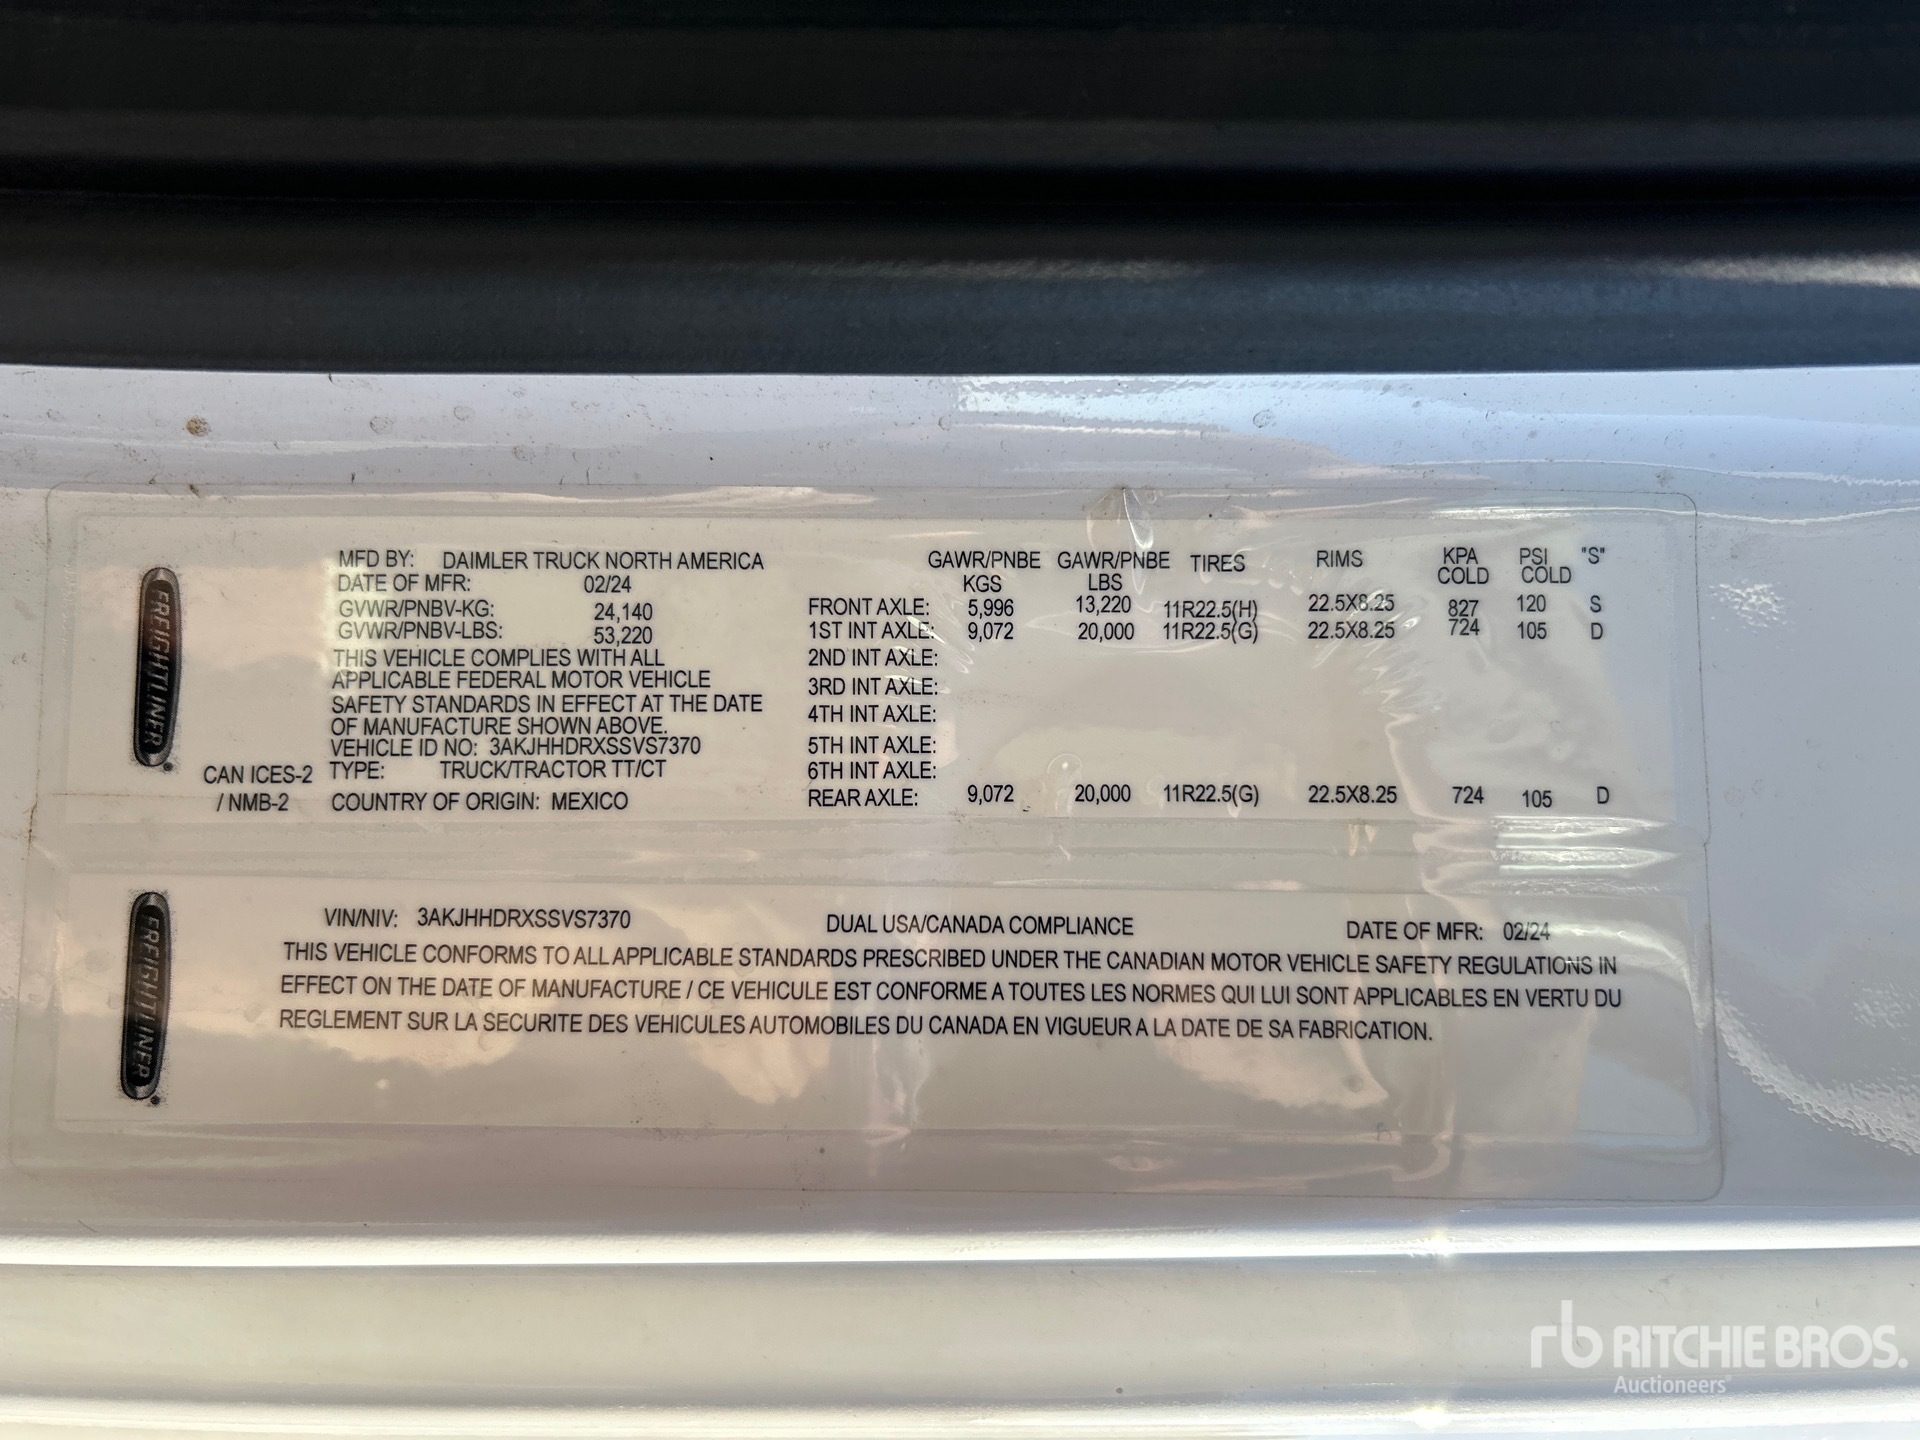 FREIGHTLINER
MFD BY: DAIMLER TRUCK NORTH AMERICA
DATE OF MFR: 02/24
GVWR/PNBV-KG: 24,140
GVWR/PNBV-LBS: 53,220
THIS VEHICLE COMPLIES WITH ALL
APPLICABLE FEDERAL MOTOR VEHICLE
SAFETY STANDARDS IN EFFECT AT THE DATE
OF MANUFACTURE SHOWN ABOVE.
VEHICLE ID NO: 3AKJHHDRXSSVS7370
CAN ICES-2 TYPE: TRUCK/TRACTOR TT/CT
/ NMB-2 COUNTRY OF ORIGIN: MEXICO
GAWR/PNBE GAWR/PNBE TIRES RIMS KPA PSI "S"
KGS LBS COLD COLD
FRONT AXLE: 5,996 13,220 11R22.5(H) 22.5X8.25 827 120 S
1ST INT AXLE: 9,072 20,000 11R22.5(G) 22.5X8.25 724 105 D
2ND INT AXLE:
3RD INT AXLE:
4TH INT AXLE:
5TH INT AXLE:
6TH INT AXLE:
REAR AXLE: 9,072 20,000 11R22.5(G) 22.5X8.25 724 105 D
FREIGHTLINER
VIN/NIV: 3AKJHHDRXSSVS7370 DUAL USA/CANADA COMPLIANCE DATE OF MFR: 02/24
THIS VEHICLE CONFORMS TO ALL APPLICABLE STANDARDS PRESCRIBED UNDER THE CANADIAN MOTOR VEHICLE SAFETY REGULATIONS IN
EFFECT ON THE DATE OF MANUFACTURE / CE VEHICULE EST CONFORME A TOUTES LES NORMES QUI LUI SONT APPLICABLES EN VERTU DU
REGLEMENT SUR LA SECURITE DES VEHICULES AUTOMOBILES DU CANADA EN VIGUEUR A LA DATE DE SA FABRICATION.
rb RITCHIE BROS.
Auctioneers